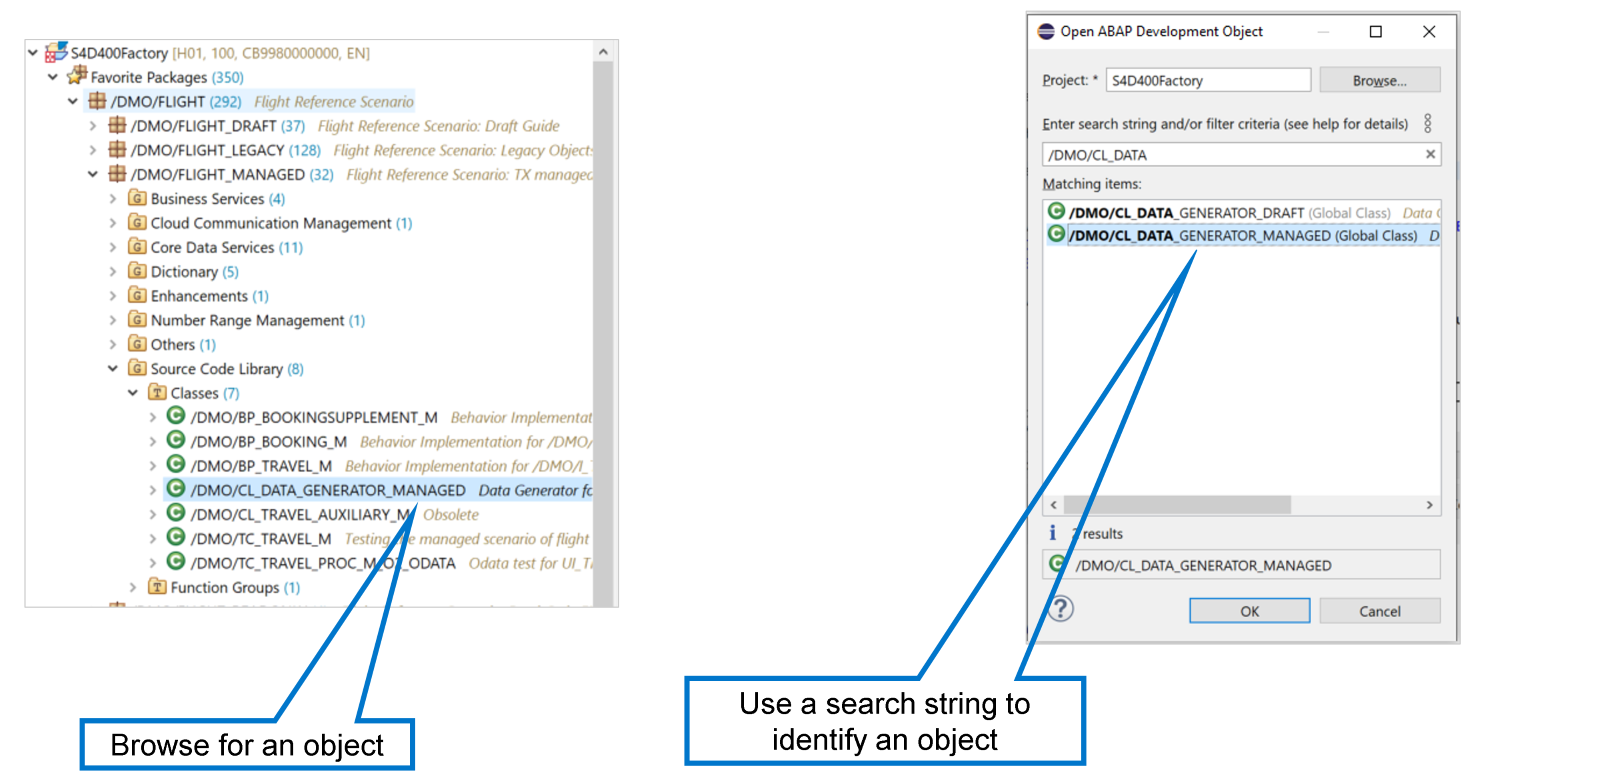 S4D400Factory [H01, 100, CB9980000000, EN]
Favorite Packages (350)
/DMO/FLIGHT (292) Flight Reference Scenario
/DMO/FLIGHT_DRAFT (37) Flight Reference Scenario: Draft Guide
/DMO/FLIGHT_LEGACY (128) Flight Reference Scenario: Legacy Objects
/DMO/FLIGHT_MANAGED (32) Flight Reference Scenario: TX managed
Business Services (4)
Cloud Communication Management (1)
Core Data Services (11)
Dictionary (5)
Enhancements (1)
Number Range Management (1)
Others (1)
Source Code Library (8)
Classes (7)
/DMO/BP_BOOKINGSUPPLEMENT_M Behavior Implementat
/DMO/BP_BOOKING_M Behavior Implementation for /DMO/
/DMO/BP_TRAVEL_M Behavior Implementation for /DMO/I_T
/DMO/CL_DATA_GENERATOR_MANAGED Data Generator fo
/DMO/CL_TRAVEL_AUXILIARY_M Obsolete
/DMO/TC_TRAVEL_M Testing the managed scenario of flight
/DMO/TC_TRAVEL_PROC_M_O2_ODATA Odata test for UI_T
Function Groups (1)
Browse for an object
Open ABAP Development Object
Project: * S4D400Factory Browse...
Enter search string and/or filter criteria (see help for details)
/DMO/CL_DATA
Matching items:
/DMO/CL_DATA_GENERATOR_DRAFT (Global Class) Data G
/DMO/CL_DATA_GENERATOR_MANAGED (Global Class) D
2 results
/DMO/CL_DATA_GENERATOR_MANAGED
OK Cancel
Use a search string to
identify an object